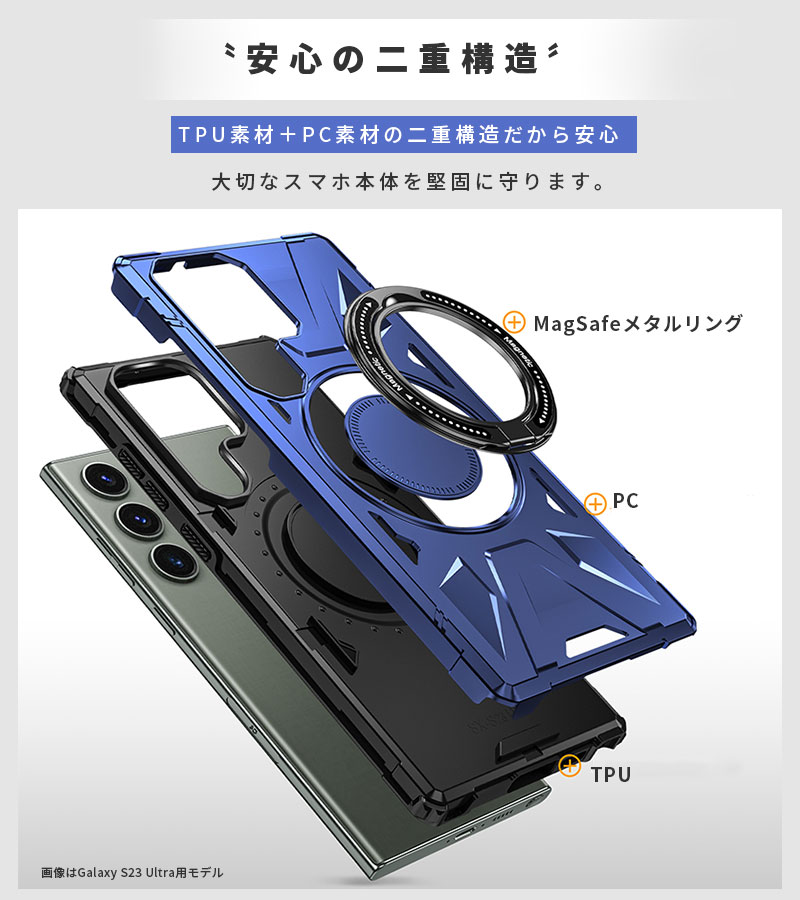 〝安心の二重構造〞
TPU素材＋PC素材の二重構造だから安心
大切なスマホ本体を堅固に守ります。
MagSafeメタルリング
Magnetic
Magnetic
PC
TPU
画像はGalaxy S23 Ultra用モデル